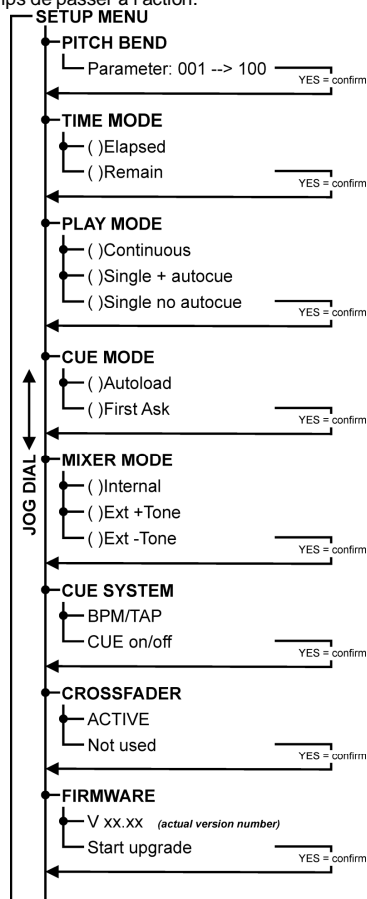 ps de passer à l'action.
SETUP MENU
PITCH BEND
Parameter: 001 --> 100
YES = confirm
TIME MODE
( )Elapsed
( )Remain
YES = confirm
PLAY MODE
( )Continuous
( )Single + autocue
( )Single no autocue
YES = confirm
CUE MODE
( )Autoload
( )First Ask
YES = confirm
JOG DIAL
MIXER MODE
( )Internal
( )Ext +Tone
( )Ext -Tone
YES = confirm
CUE SYSTEM
BPM/TAP
CUE on/off
YES = confirm
CROSSFADER
ACTIVE
Not used
YES = confirm
FIRMWARE
V xx.xx (actual version number)
Start upgrade
YES = confirm